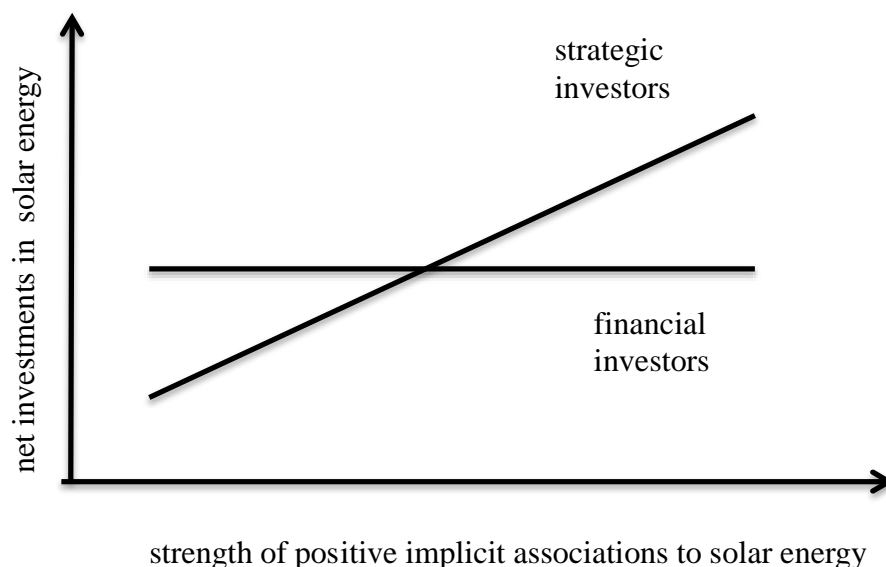 strategic
investors
net investments in  solar energy
financial
investors
strength of positive implicit associations to solar energy